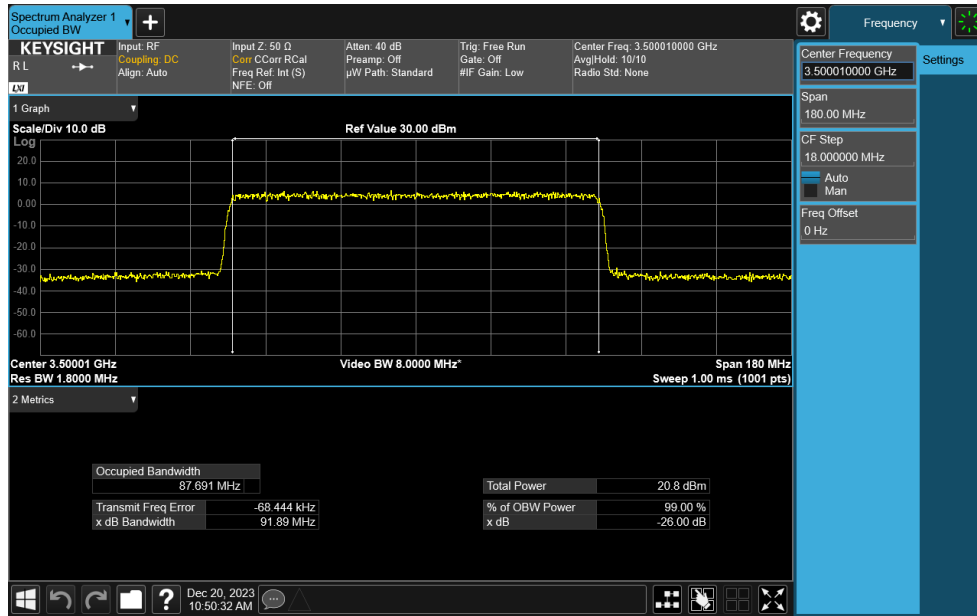 Spectrum Analyzer 1
Occupied BW
+
Frequency
KEYSIGHT
RL
LXI
Input: RF
Coupling: DC
Align: Auto
Input Z: 50 Ω
Corr CCorr RCal
Freq Ref: Int (S)
NFE: Off
Atten: 40 dB
Preamp: Off
µW Path: Standard
Trig: Free Run
Gate: Off
#IF Gain: Low
Center Freq: 3.500010000 GHz
Avg|Hold: 10/10
Radio Std: None
Center Frequency
3.500010000 GHz
Settings
Span
180.00 MHz
CF Step
18.000000 MHz
Auto
Man
Freq Offset
0 Hz
1 Graph
Scale/Div 10.0 dB
Ref Value 30.00 dBm
Log
20.0
10.0
0.00
-10.0
-20.0
-30.0
-40.0
-50.0
-60.0
Center 3.50001 GHz
Video BW 8.0000 MHz*
Span 180 MHz
Res BW 1.8000 MHz
Sweep 1.00 ms (1001 pts)
2 Metrics
Occupied Bandwidth
87.691 MHz
Total Power 20.8 dBm
Transmit Freq Error -68.444 kHz
% of OBW Power 99.00 %
x dB Bandwidth 91.89 MHz
x dB -26.00 dB
?
Dec 20, 2023
10:50:32 AM